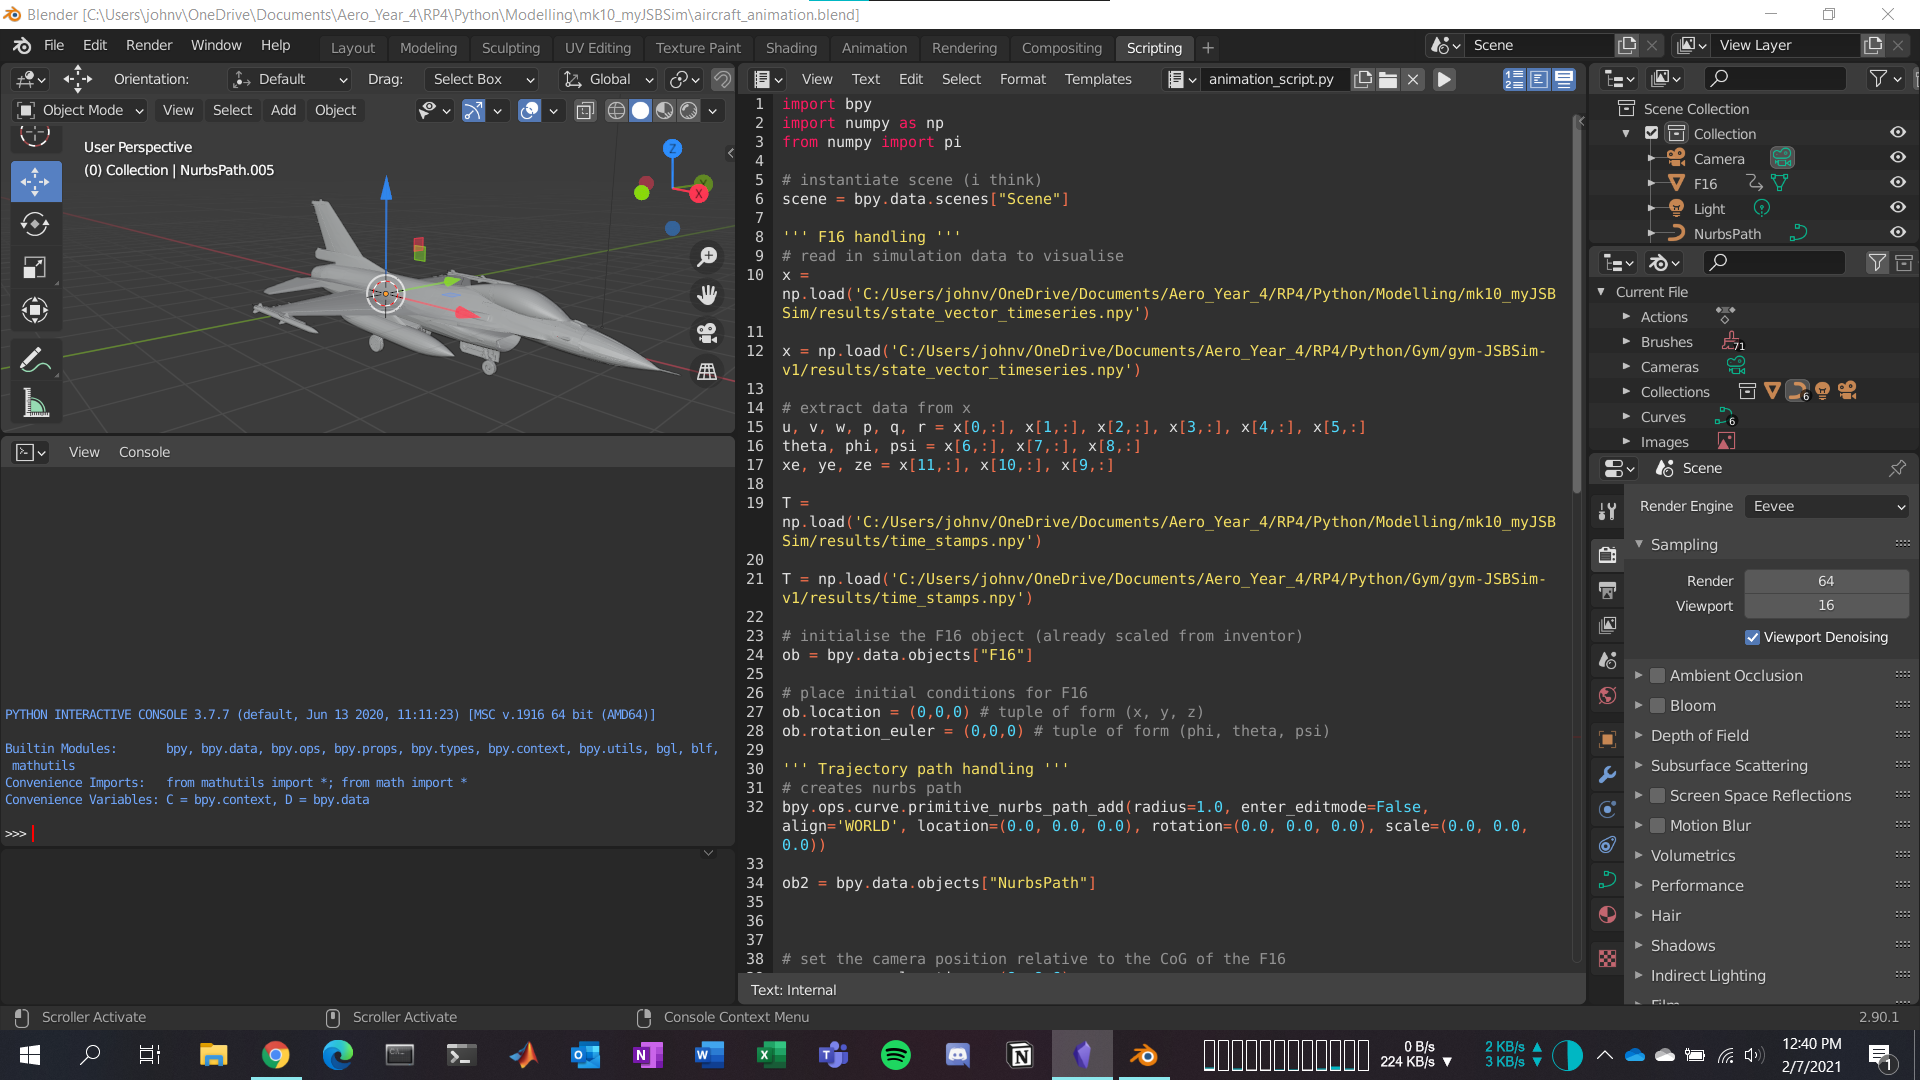 Blender [C:\Users\johnv\OneDrive\Documents\Aero_Year_4\RP4\Python\Modelling\mk10_myJSBSim\aircraft_animation.blend]
File Edit Render Window Help Layout Modeling Sculpting UV Editing Texture Paint Shading Animation Rendering Compositing Scripting + Scene View Layer
Orientation: Default Drag: Select Box Global
View Text Edit Select Format Templates animation_script.py
Object Mode View Select Add Object
User Perspective
(0) Collection | NurbsPath.005
Z
Y
X
View Console
PYTHON INTERACTIVE CONSOLE 3.7.7 (default, Jun 13 2020, 11:11:23) [MSC v.1916 64 bit (AMD64)]
Builtin Modules: bpy, bpy.data, bpy.ops, bpy.props, bpy.types, bpy.context, bpy.utils, bgl, blf,
mathutils
Convenience Imports: from mathutils import *; from math import *
Convenience Variables: C = bpy.context, D = bpy.data
>>>
1 import bpy
2 import numpy as np
3 from numpy import pi
4
5 # instantiate scene (i think)
6 scene = bpy.data.scenes["Scene"]
7
8 ''' F16 handling '''
9 # read in simulation data to visualise
10 x =
np.load('C:/Users/johnv/OneDrive/Documents/Aero_Year_4/RP4/Python/Modelling/mk10_myJSB
Sim/results/state_vector_timeseries.npy')
11
12 x = np.load('C:/Users/johnv/OneDrive/Documents/Aero_Year_4/RP4/Python/Gym/gym-JSBSim-
v1/results/state_vector_timeseries.npy')
13
14 # extract data from x
15 u, v, w, p, q, r = x[0,:], x[1,:], x[2,:], x[3,:], x[4,:], x[5,:]
16 theta, phi, psi = x[6,:], x[7,:], x[8,:]
17 xe, ye, ze = x[11,:], x[10,:], x[9,:]
18
19 T =
np.load('C:/Users/johnv/OneDrive/Documents/Aero_Year_4/RP4/Python/Modelling/mk10_myJSB
Sim/results/time_stamps.npy')
20
21 T = np.load('C:/Users/johnv/OneDrive/Documents/Aero_Year_4/RP4/Python/Gym/gym-JSBSim-
v1/results/time_stamps.npy')
22
23 # initialise the F16 object (already scaled from inventor)
24 ob = bpy.data.objects["F16"]
25
26 # place initial conditions for F16
27 ob.location = (0,0,0) # tuple of form (x, y, z)
28 ob.rotation_euler = (0,0,0) # tuple of form (phi, theta, psi)
29
30 ''' Trajectory path handling '''
31 # creates nurbs path
32 bpy.ops.curve.primitive_nurbs_path_add(radius=1.0, enter_editmode=False,
align='WORLD', location=(0.0, 0.0, 0.0), rotation=(0.0, 0.0, 0.0), scale=(0.0, 0.0,
0.0))
33
34 ob2 = bpy.data.objects["NurbsPath"]
35
36
37
38 # set the camera position relative to the CoG of the F16
Text: Internal
Scene Collection
Collection
Camera
F16
Light
NurbsPath
Current File
Actions
Brushes 71
Cameras
Collections 6
Curves 6
Images
Scene
Render Engine Eevee
Sampling
Render 64
Viewport 16
Viewport Denoising
Ambient Occlusion
Bloom
Depth of Field
Subsurface Scattering
Screen Space Reflections
Motion Blur
Volumetrics
Performance
Hair
Shadows
Indirect Lighting
Film
Scroller Activate Scroller Activate Console Context Menu 2.90.1
0 B/s
224 KB/s
2 KB/s
3 KB/s
12:40 PM
2/7/2021
1